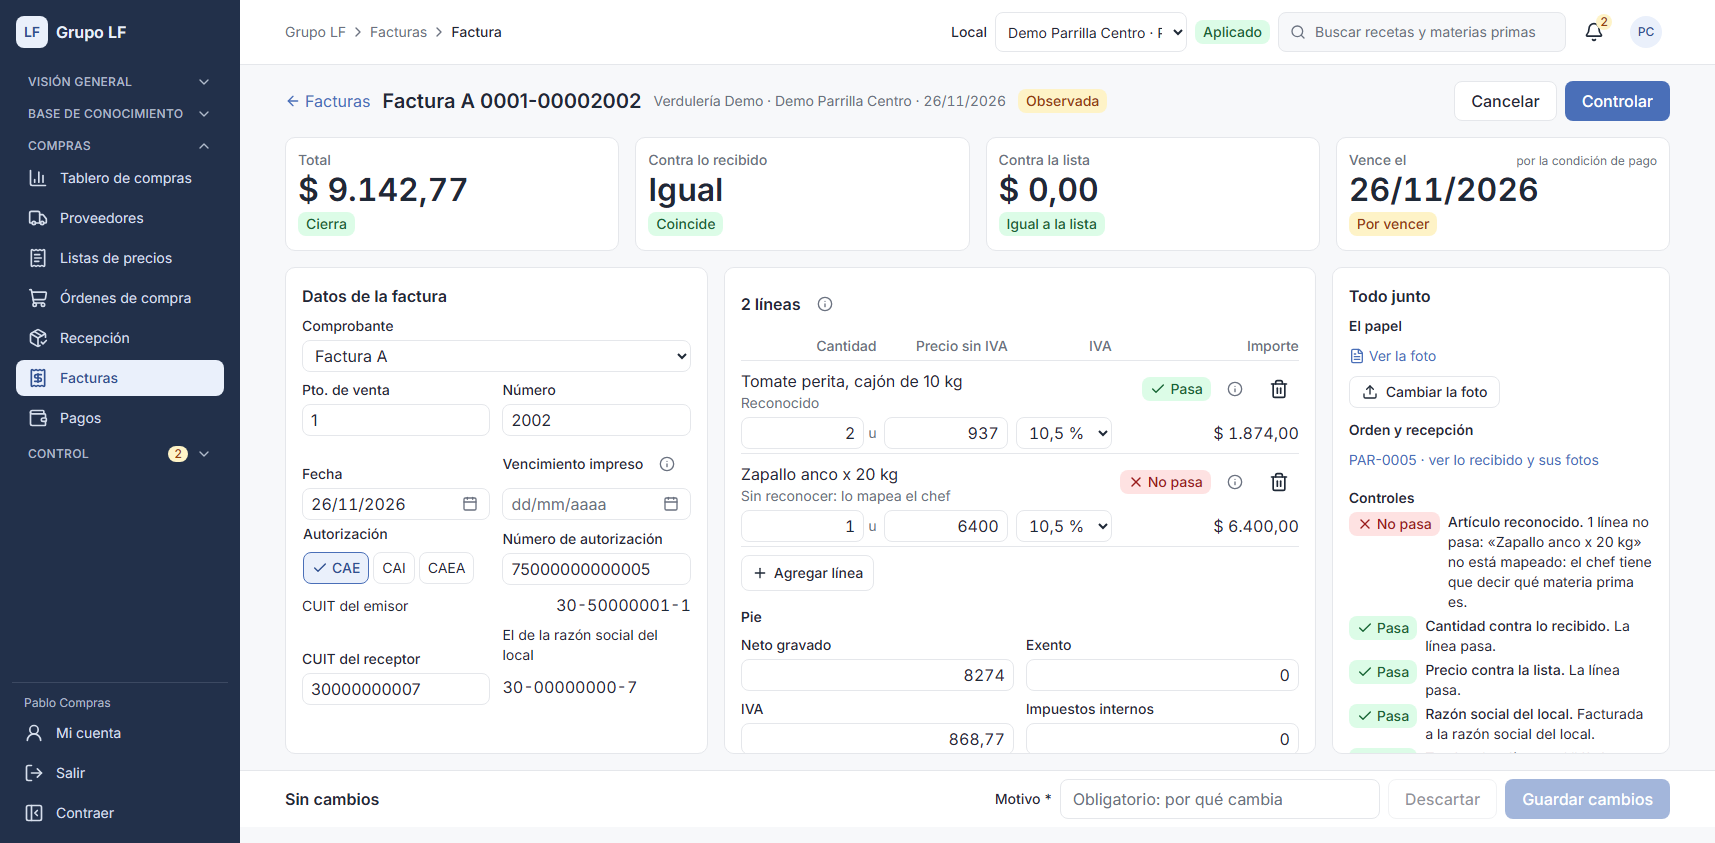 LF Grupo LF
VISIÓN GENERAL
BASE DE CONOCIMIENTO
COMPRAS
Tablero de compras
Proveedores
Listas de precios
Órdenes de compra
Recepción
Facturas
Pagos
CONTROL 2
Pablo Compras
Mi cuenta
Salir
Contraer
Grupo LF > Facturas > Factura
Local Demo Parrilla Centro · Aplicado Buscar recetas y materias primas 2 PC
← Facturas Factura A 0001-00002002 Verdulería Demo · Demo Parrilla Centro · 26/11/2026 Observada Cancelar Controlar
Total
$ 9.142,77
Cierra
Contra lo recibido
Igual
Coincide
Contra la lista
$ 0,00
Igual a la lista
Vence el por la condición de pago
26/11/2026
Por vencer
Datos de la factura
Comprobante
Factura A
Pto. de venta Número
1 2002
Fecha Vencimiento impreso
26/11/2026 dd/mm/aaaa
Autorización Número de autorización
CAE CAI CAEA 75000000000005
CUIT del emisor 30-50000001-1
CUIT del receptor El de la razón social del
local
30000000007 30-00000000-7
2 líneas
Cantidad Precio sin IVA IVA Importe
Tomate perita, cajón de 10 kg Pasa
Reconocido
2 u 937 10,5 % $ 1.874,00
Zapallo anco x 20 kg No pasa
Sin reconocer: lo mapea el chef
1 u 6400 10,5 % $ 6.400,00
+ Agregar línea
Pie
Neto gravado Exento
8274 0
IVA Impuestos internos
868,77 0
Todo junto
El papel
Ver la foto
Cambiar la foto
Orden y recepción
PAR-0005 · ver lo recibido y sus fotos
Controles
No pasa Artículo reconocido. 1 línea no
pasa: «Zapallo anco x 20 kg»
no está mapeado: el chef tiene
que decir qué materia prima
es.
Pasa Cantidad contra lo recibido. La
línea pasa.
Pasa Precio contra la lista. La línea
pasa.
Pasa Razón social del local. Facturada
a la razón social del local.
Sin cambios Motivo * Obligatorio: por qué cambia Descartar Guardar cambios